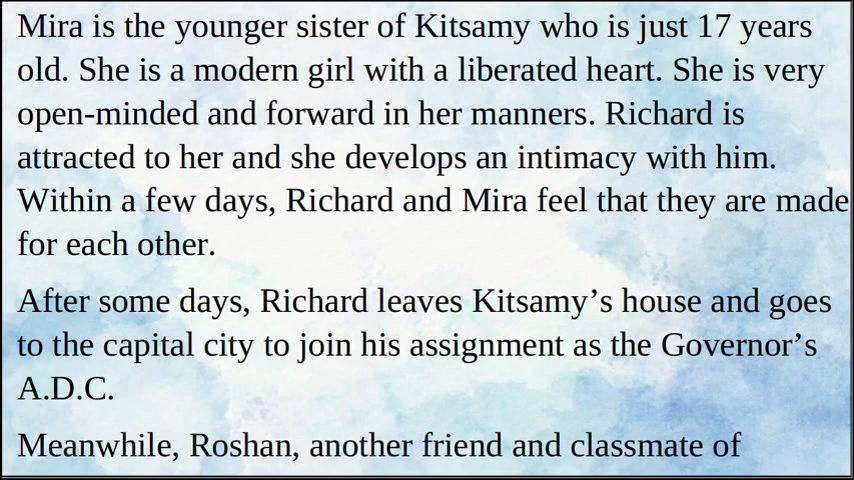 Mira is the younger sister of Kitsamy who is just 17 years
old. She is a modern girl with a liberated heart. She is very
open-minded and forward in her manners. Richard is
attracted to her and she develops an intimacy with him.
Within a few days, Richard and Mira feel that they are made
for each other.
After some days, Richard leaves Kitsamy’s house and goes
to the capital city to join his assignment as the Governor’s
A.D.C.
Meanwhile, Roshan, another friend and classmate of